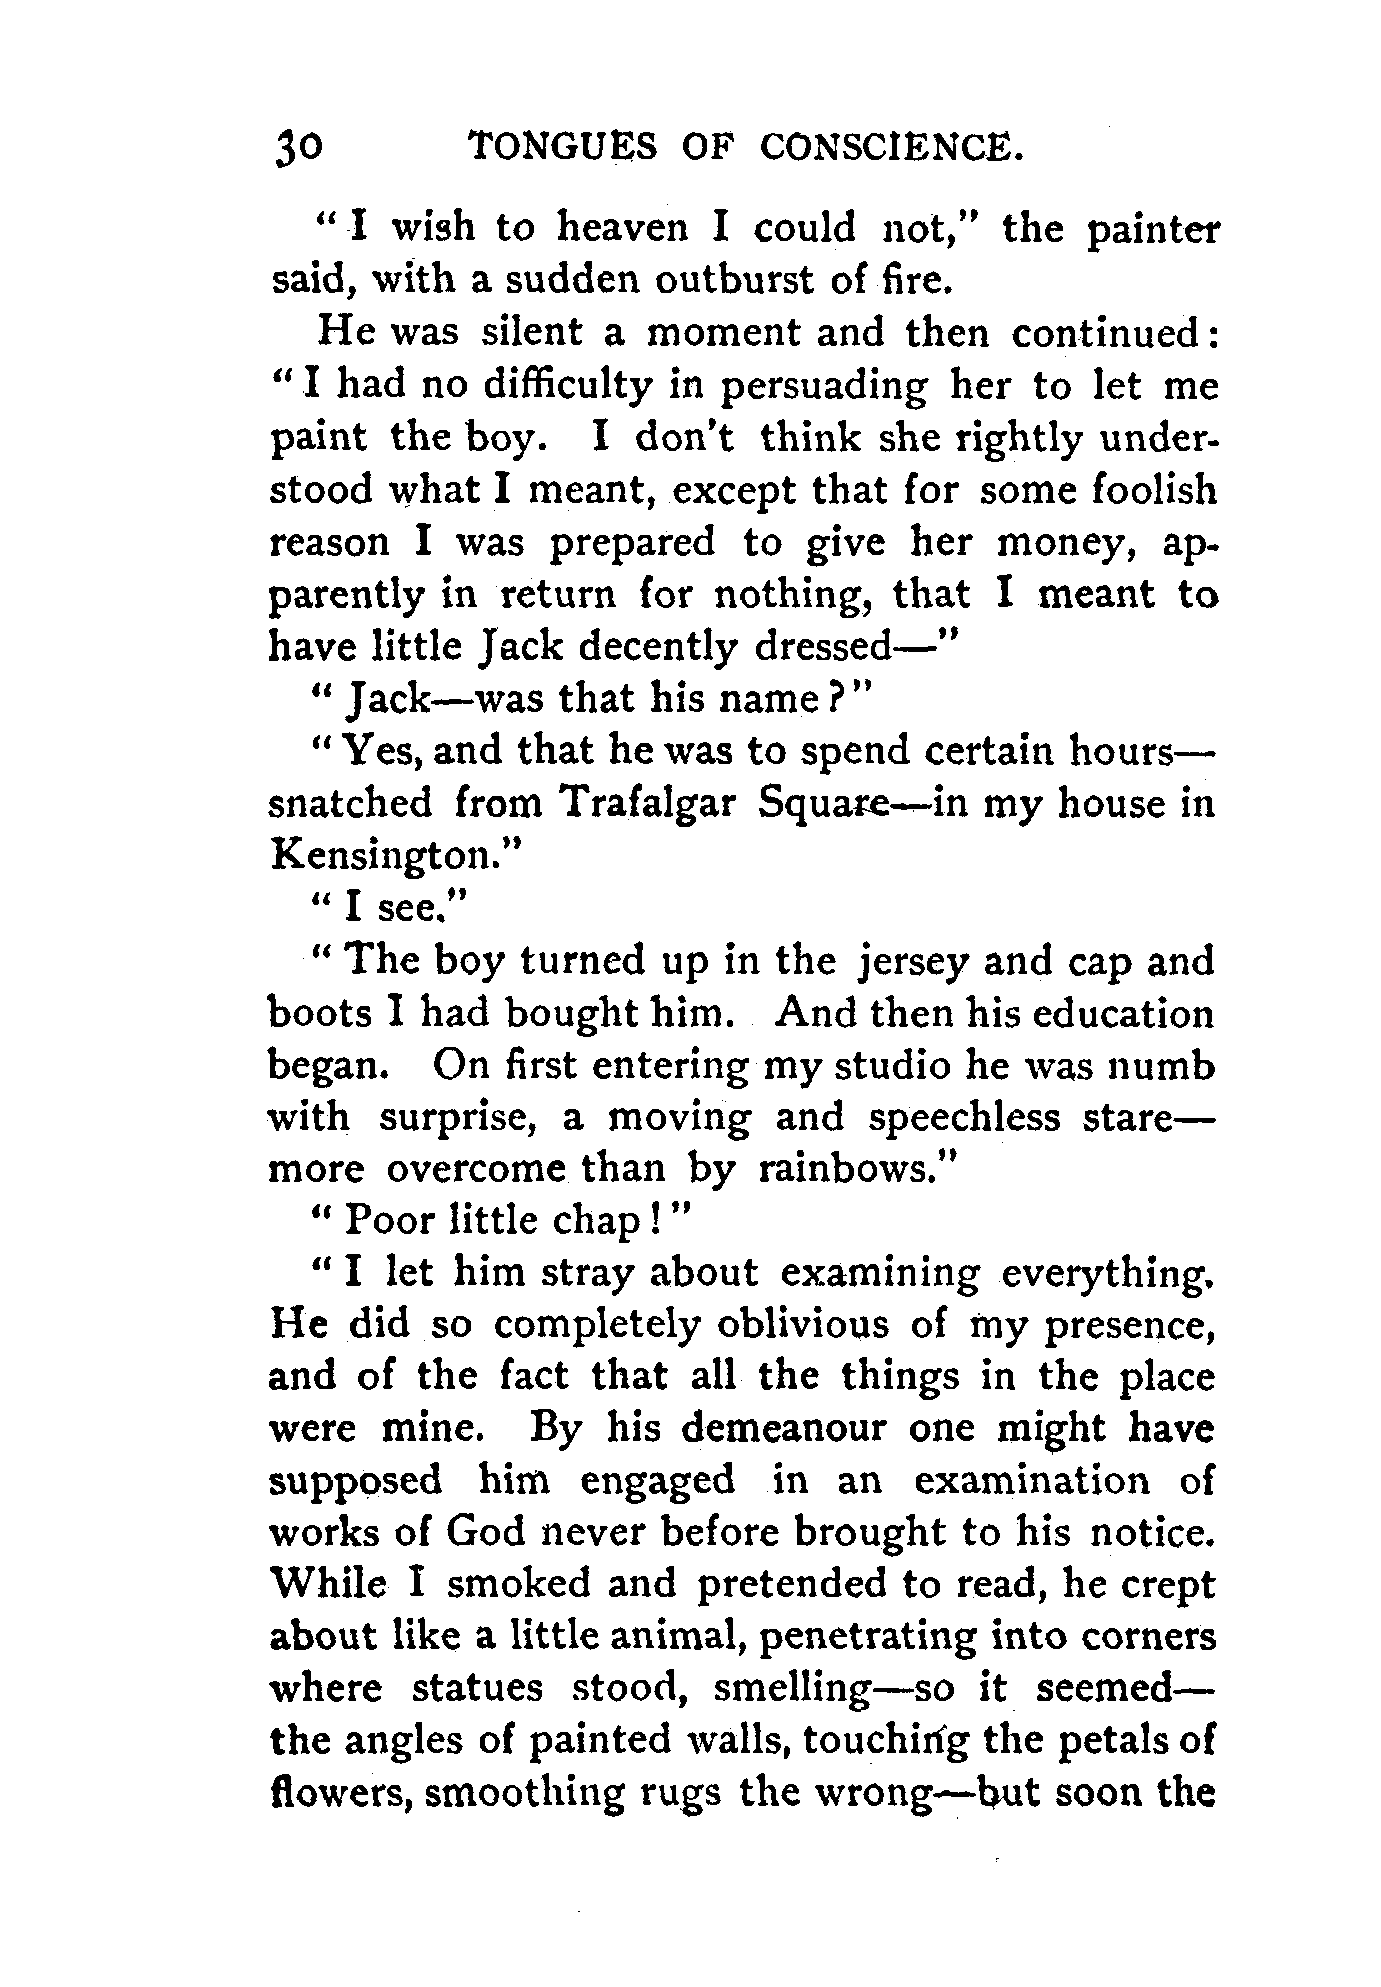 30 TONGUES OF CONSCIENCE.
" I wish to heaven I could not," the painter
said, with a sudden outburst of fire.
He was silent a moment and then continued:
" I had no difficulty in persuading her to let me
paint the boy. I don't think she rightly under-
stood what I meant, except that for some foolish
reason I was prepared to give her money, ap-
parently in return for nothing, that I meant to
have little Jack decently dressed—"
" Jack—was that his name?"
" Yes, and that he was to spend certain hours—
snatched from Trafalgar Square—in my house in
Kensington."
" I see."
" The boy turned up in the jersey and cap and
boots I had bought him. And then his education
began. On first entering my studio he was numb
with surprise, a moving and speechless stare—
more overcome than by rainbows."
" Poor little chap!"
" I let him stray about examining everything.
He did so completely oblivious of my presence,
and of the fact that all the things in the place
were mine. By his demeanour one might have
supposed him engaged in an examination of
works of God never before brought to his notice.
While I smoked and pretended to read, he crept
about like a little animal, penetrating into corners
where statues stood, smelling—so it seemed—
the angles of painted walls, touching the petals of
flowers, smoothing rugs the wrong—but soon the